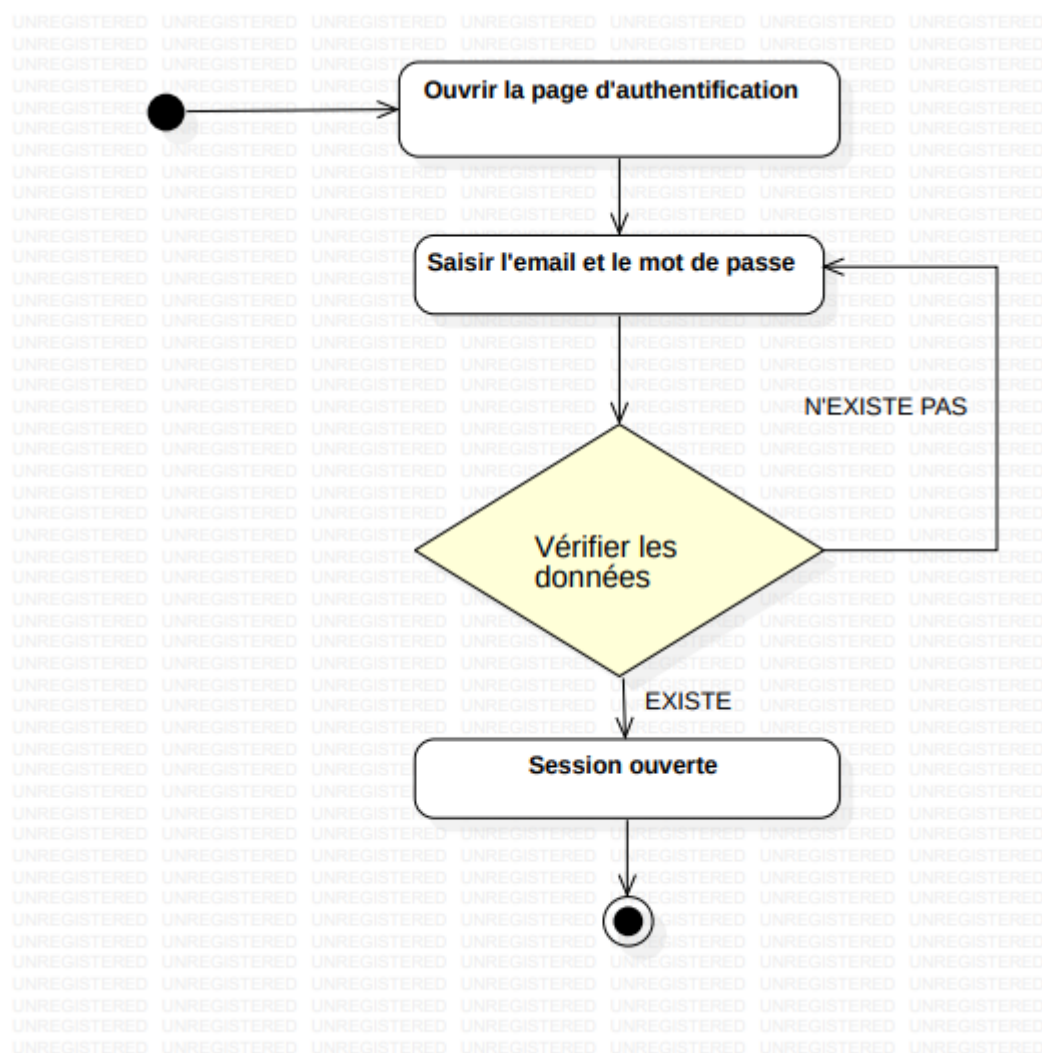 Ouvrir la page d'authentification
Saisir l'email et le mot de passe
N'EXISTE PAS
Vérifier les
données
EXISTE
Session ouverte